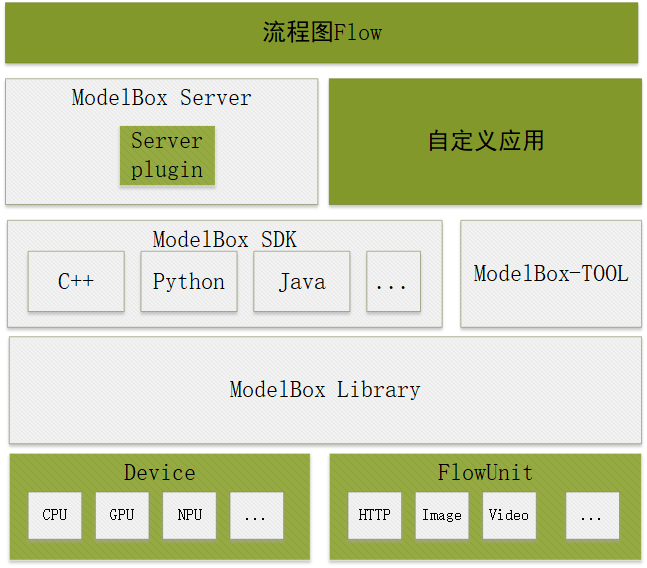 流程图Flow
ModelBox Server
Server
plugin
自定义应用
ModelBox SDK
C++
Python
Java
...
ModelBox-TOOL
ModelBox Library
Device
CPU
GPU
NPU
...
FlowUnit
HTTP
Image
Video
...